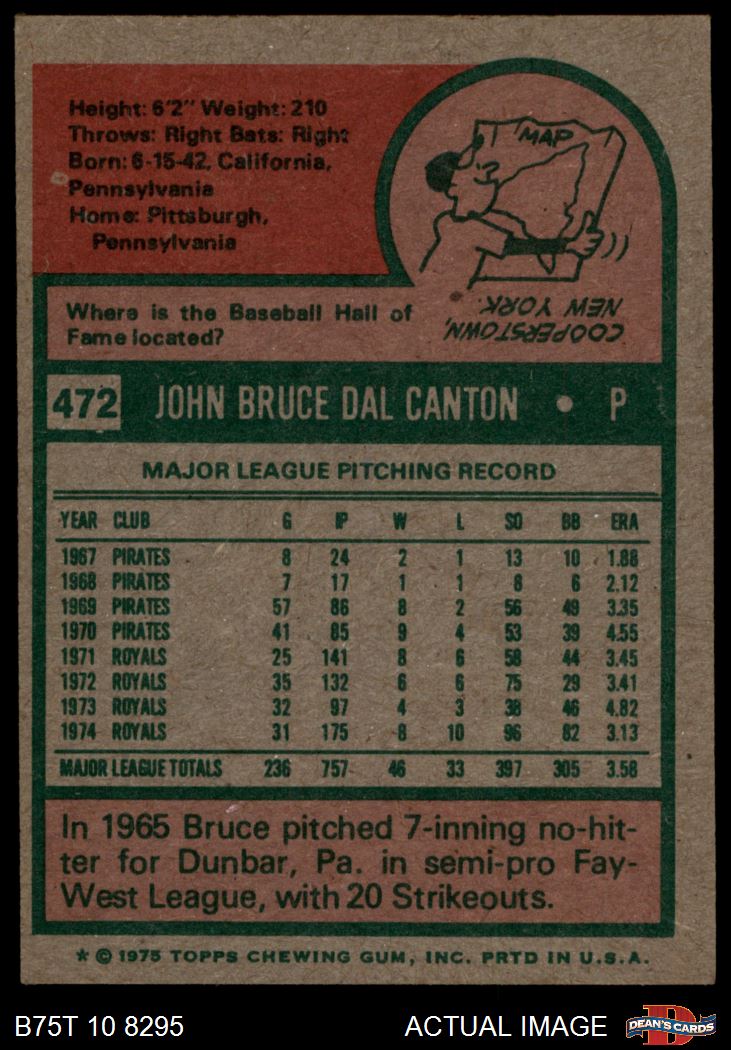 Height: 6'2" Weight: 210
Throws: Right Bats: Right
Born: 6-15-42, California,
Pennsylvania
Home: Pittsburgh,
Pennsylvania
MAP
Where is the Baseball Hall of
Fame located?
COOPERSTOWN,
NEW YORK.
472 JOHN BRUCE DAL CANTON • P
MAJOR LEAGUE PITCHING RECORD
YEAR CLUB G IP W L SO BB ERA
1967 PIRATES 8 24 2 1 13 10 1.88
1968 PIRATES 7 17 1 1 8 6 2.12
1969 PIRATES 57 86 8 2 56 49 3.35
1970 PIRATES 41 85 9 4 53 39 4.55
1971 ROYALS 25 141 8 6 58 44 3.45
1972 ROYALS 35 132 6 6 75 29 3.41
1973 ROYALS 32 97 4 3 38 46 4.82
1974 ROYALS 31 175 8 10 96 82 3.13
MAJOR LEAGUE TOTALS 236 757 46 33 397 305 3.58
In 1965 Bruce pitched 7-inning no-hit-
ter for Dunbar, Pa. in semi-pro Fay-
West League, with 20 Strikeouts.
* © 1975 TOPPS CHEWING GUM, INC. PRTD IN U.S.A.
B75T 10 8295 ACTUAL IMAGE D DEAN'S CARDS